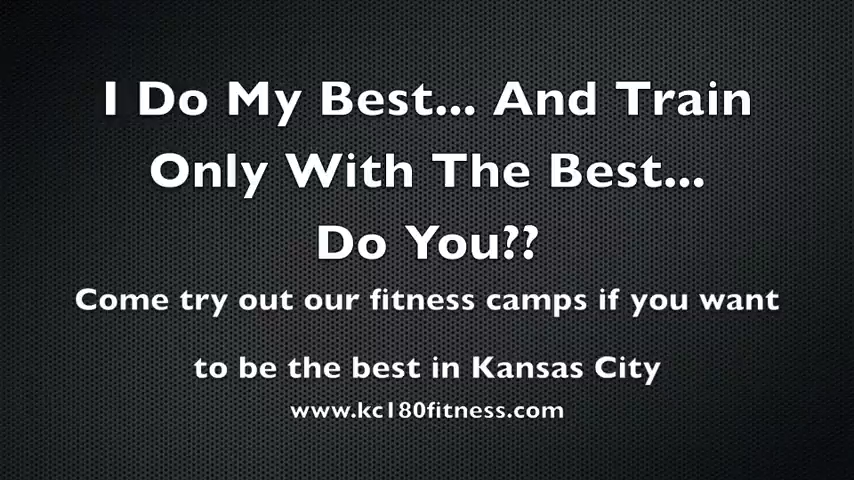 I Do My Best... And Train
Only With The Best...
Do You??
Come try out our fitness camps if you want
to be the best in Kansas City
www.kc180fitness.com